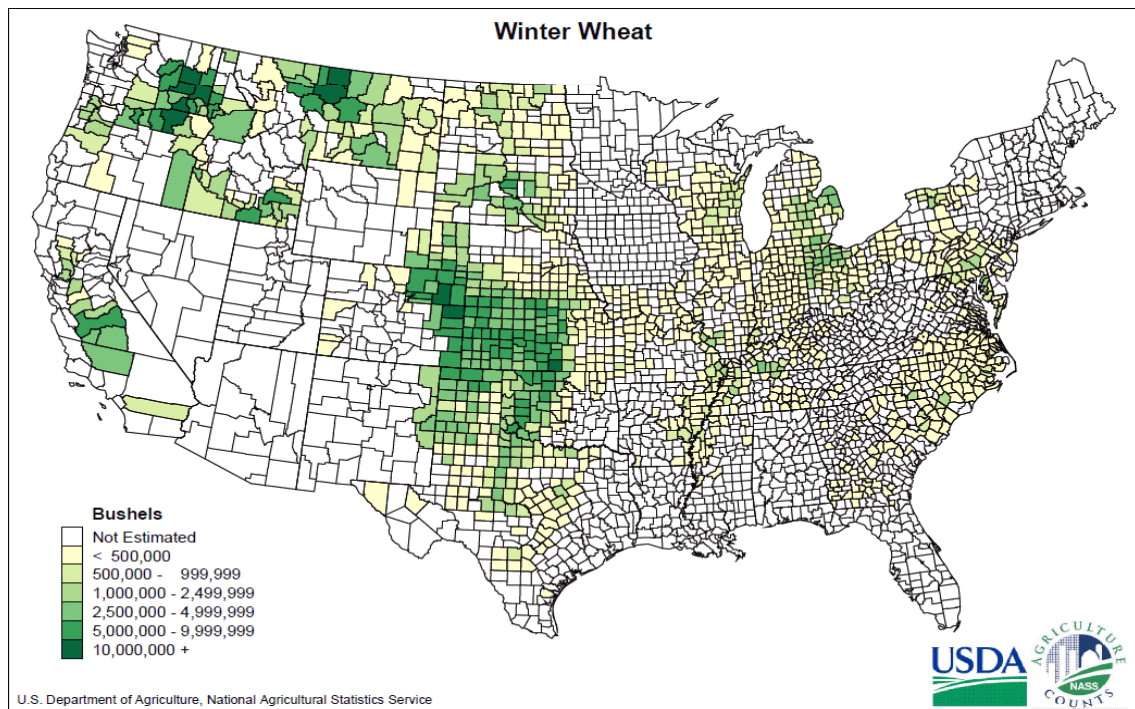 Winter Wheat
Bushels
Not Estimated
< 500,000
500,000 - 999,999
1,000,000 - 2,499,999
2,500,000 - 4,999,999
5,000,000 - 9,999,999
10,000,000 +
U.S. Department of Agriculture, National Agricultural Statistics Service
USDA
AGRICULTURE
NASS
COUNTS